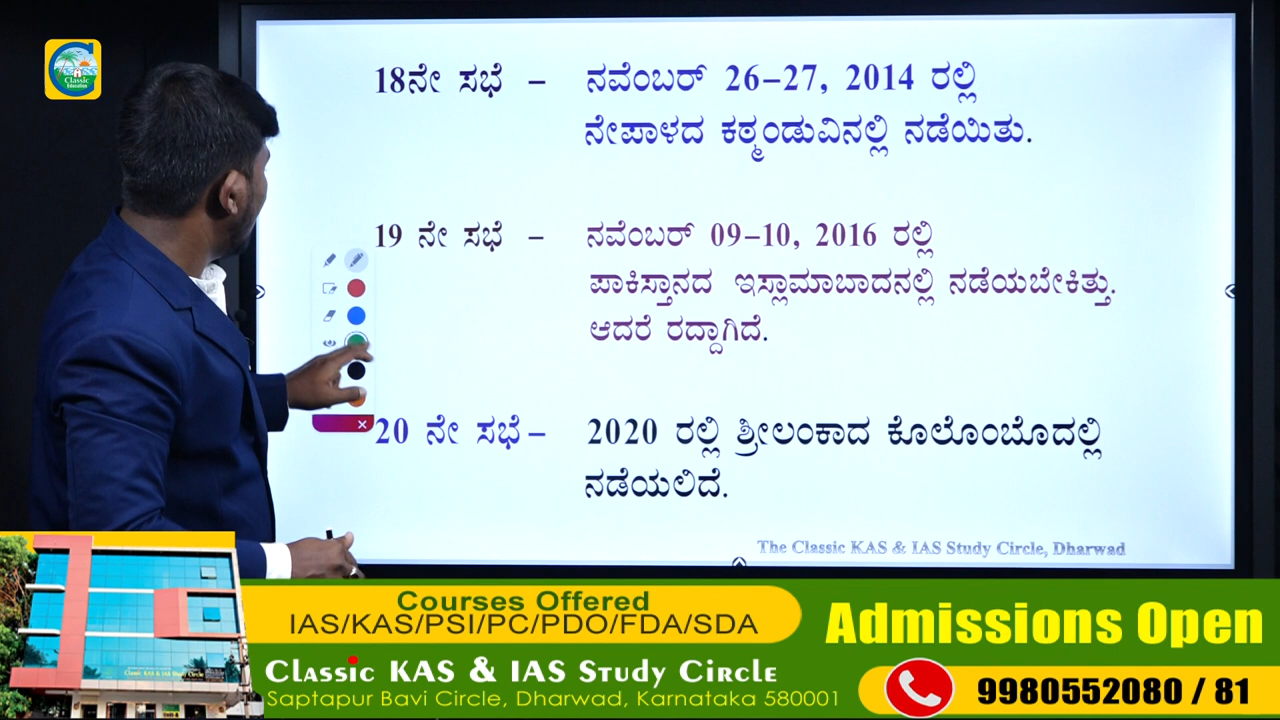 Classic
Education
18ನೇ ಸಭೆ - ನವೆಂಬರ್ 26-27, 2014 ರಲ್ಲಿ
ನೇಪಾಳದ ಕಠ್ಮಂಡುವಿನಲ್ಲಿ ನಡೆಯಿತು.
19 ನೇ ಸಭೆ - ನವೆಂಬರ್ 09-10, 2016 ರಲ್ಲಿ
ಪಾಕಿಸ್ತಾನದ ಇಸ್ಲಾಮಾಬಾದನಲ್ಲಿ ನಡೆಯಬೇಕಿತ್ತು.
ಆದರೆ ರದ್ದಾಗಿದೆ.
20 ನೇ ಸಭೆ - 2020 ರಲ್ಲಿ ಶ್ರೀಲಂಕಾದ ಕೊಲೊಂಬೊದಲ್ಲಿ
ನಡೆಯಲಿದೆ.
The Classic KAS & IAS Study Circle, Dharwad
Courses Offered
IAS/KAS/PSI/PC/PDO/FDA/SDA
Admissions Open
Classic KAS & IAS Study Circle
Saptapur Bavi Circle, Dharwad, Karnataka 580001
9980552080 / 81